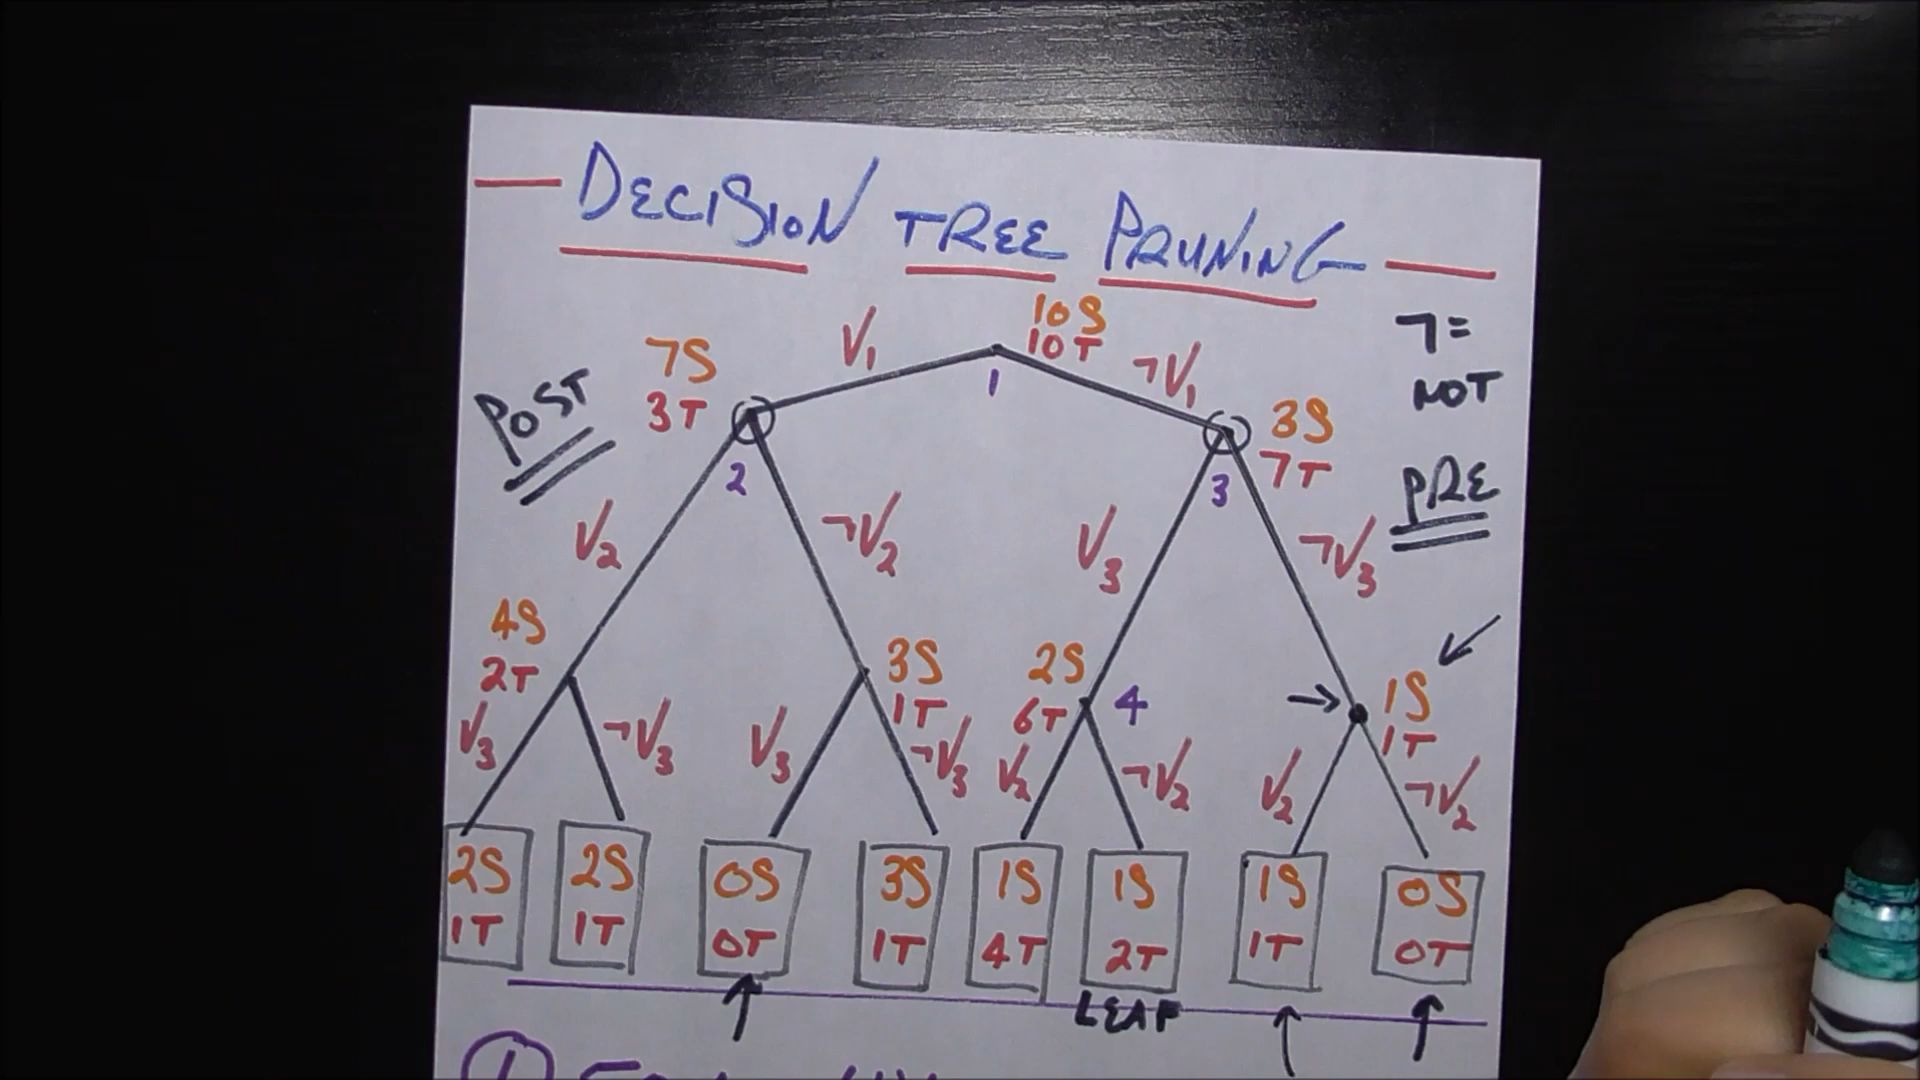 DECISION TREE PRUNING
10S
10T
¬ =
NOT
V1
¬V1
1
7S
3T
POST
2
3S
7T
3
PRE
V2
¬V2
V3
¬V3
4S
2T
3S
1T
2S
6T
4
1S
1T
V3
¬V3
V3
¬V3
V2
¬V2
V2
¬V2
2S
1T
2S
1T
0S
0T
3S
1T
1S
4T
1S
2T
1S
1T
0S
0T
LEAF
1